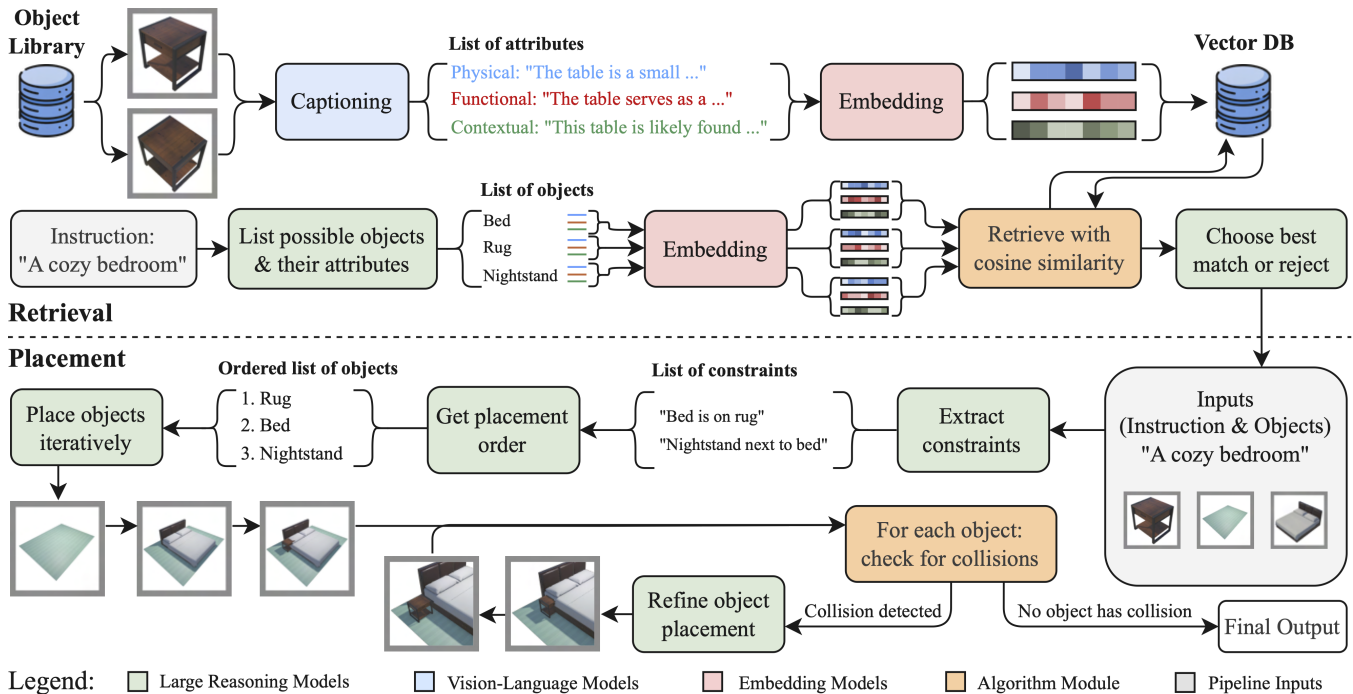 Object
Library
Captioning
List of attributes
Physical: "The table is a small ..."
Functional: "The table serves as a ..."
Contextual: "This table is likely found ..."
Embedding
Vector DB
Instruction:
"A cozy bedroom"
List possible objects
& their attributes
List of objects
Bed
Rug
Nightstand
Embedding
Retrieve with
cosine similarity
Choose best
match or reject
Retrieval
Placement
Inputs
(Instruction & Objects)
"A cozy bedroom"
Extract
constraints
List of constraints
"Bed is on rug"
"Nightstand next to bed"
Get placement
order
Ordered list of objects
1. Rug
2. Bed
3. Nightstand
Place objects
iteratively
For each object:
check for collisions
Collision detected
No object has collision
Refine object
placement
Final Output
Legend:
Large Reasoning Models
Vision-Language Models
Embedding Models
Algorithm Module
Pipeline Inputs